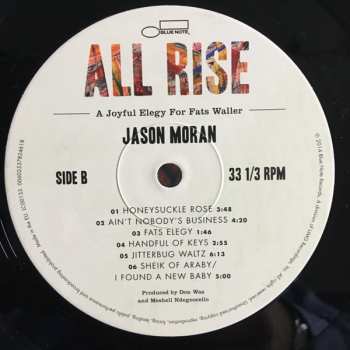 BLUE NOTE
ALL RISE
A Joyful Elegy For Fats Waller
JASON MORAN
SIDE B
33 1/3 RPM
01 HONEYSUCKLE ROSE 3:48
02 AIN'T NOBODY'S BUSINESS 4:20
03 FATS ELEGY 1:46
04 HANDFUL OF KEYS 2:55
05 JITTERBUG WALTZ 6:13
06 SHEIK OF ARABY/
I FOUND A NEW BABY 5:00
Produced by Don Was
and Meshell Ndegeocello